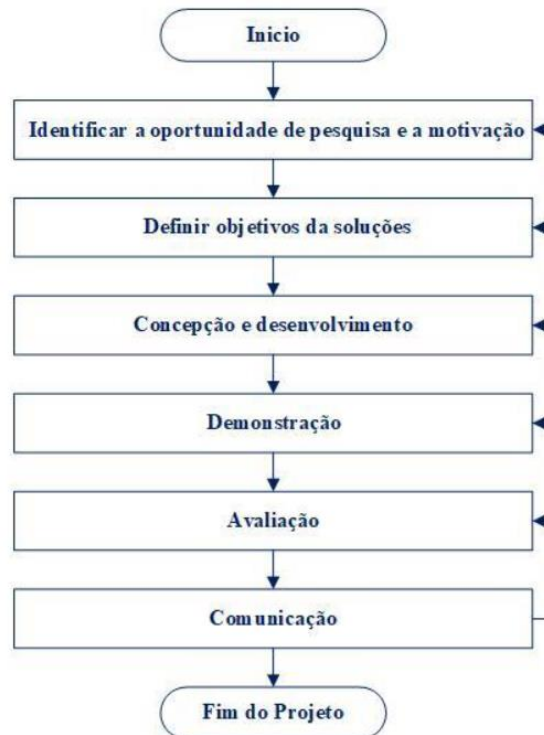 Inicio
Identificar a oportunidade de pesquisa e a motivação
Definir objetivos da soluções
Concepção e desenvolvimento
Demonstração
Avaliação
Comunicação
Fim do Projeto